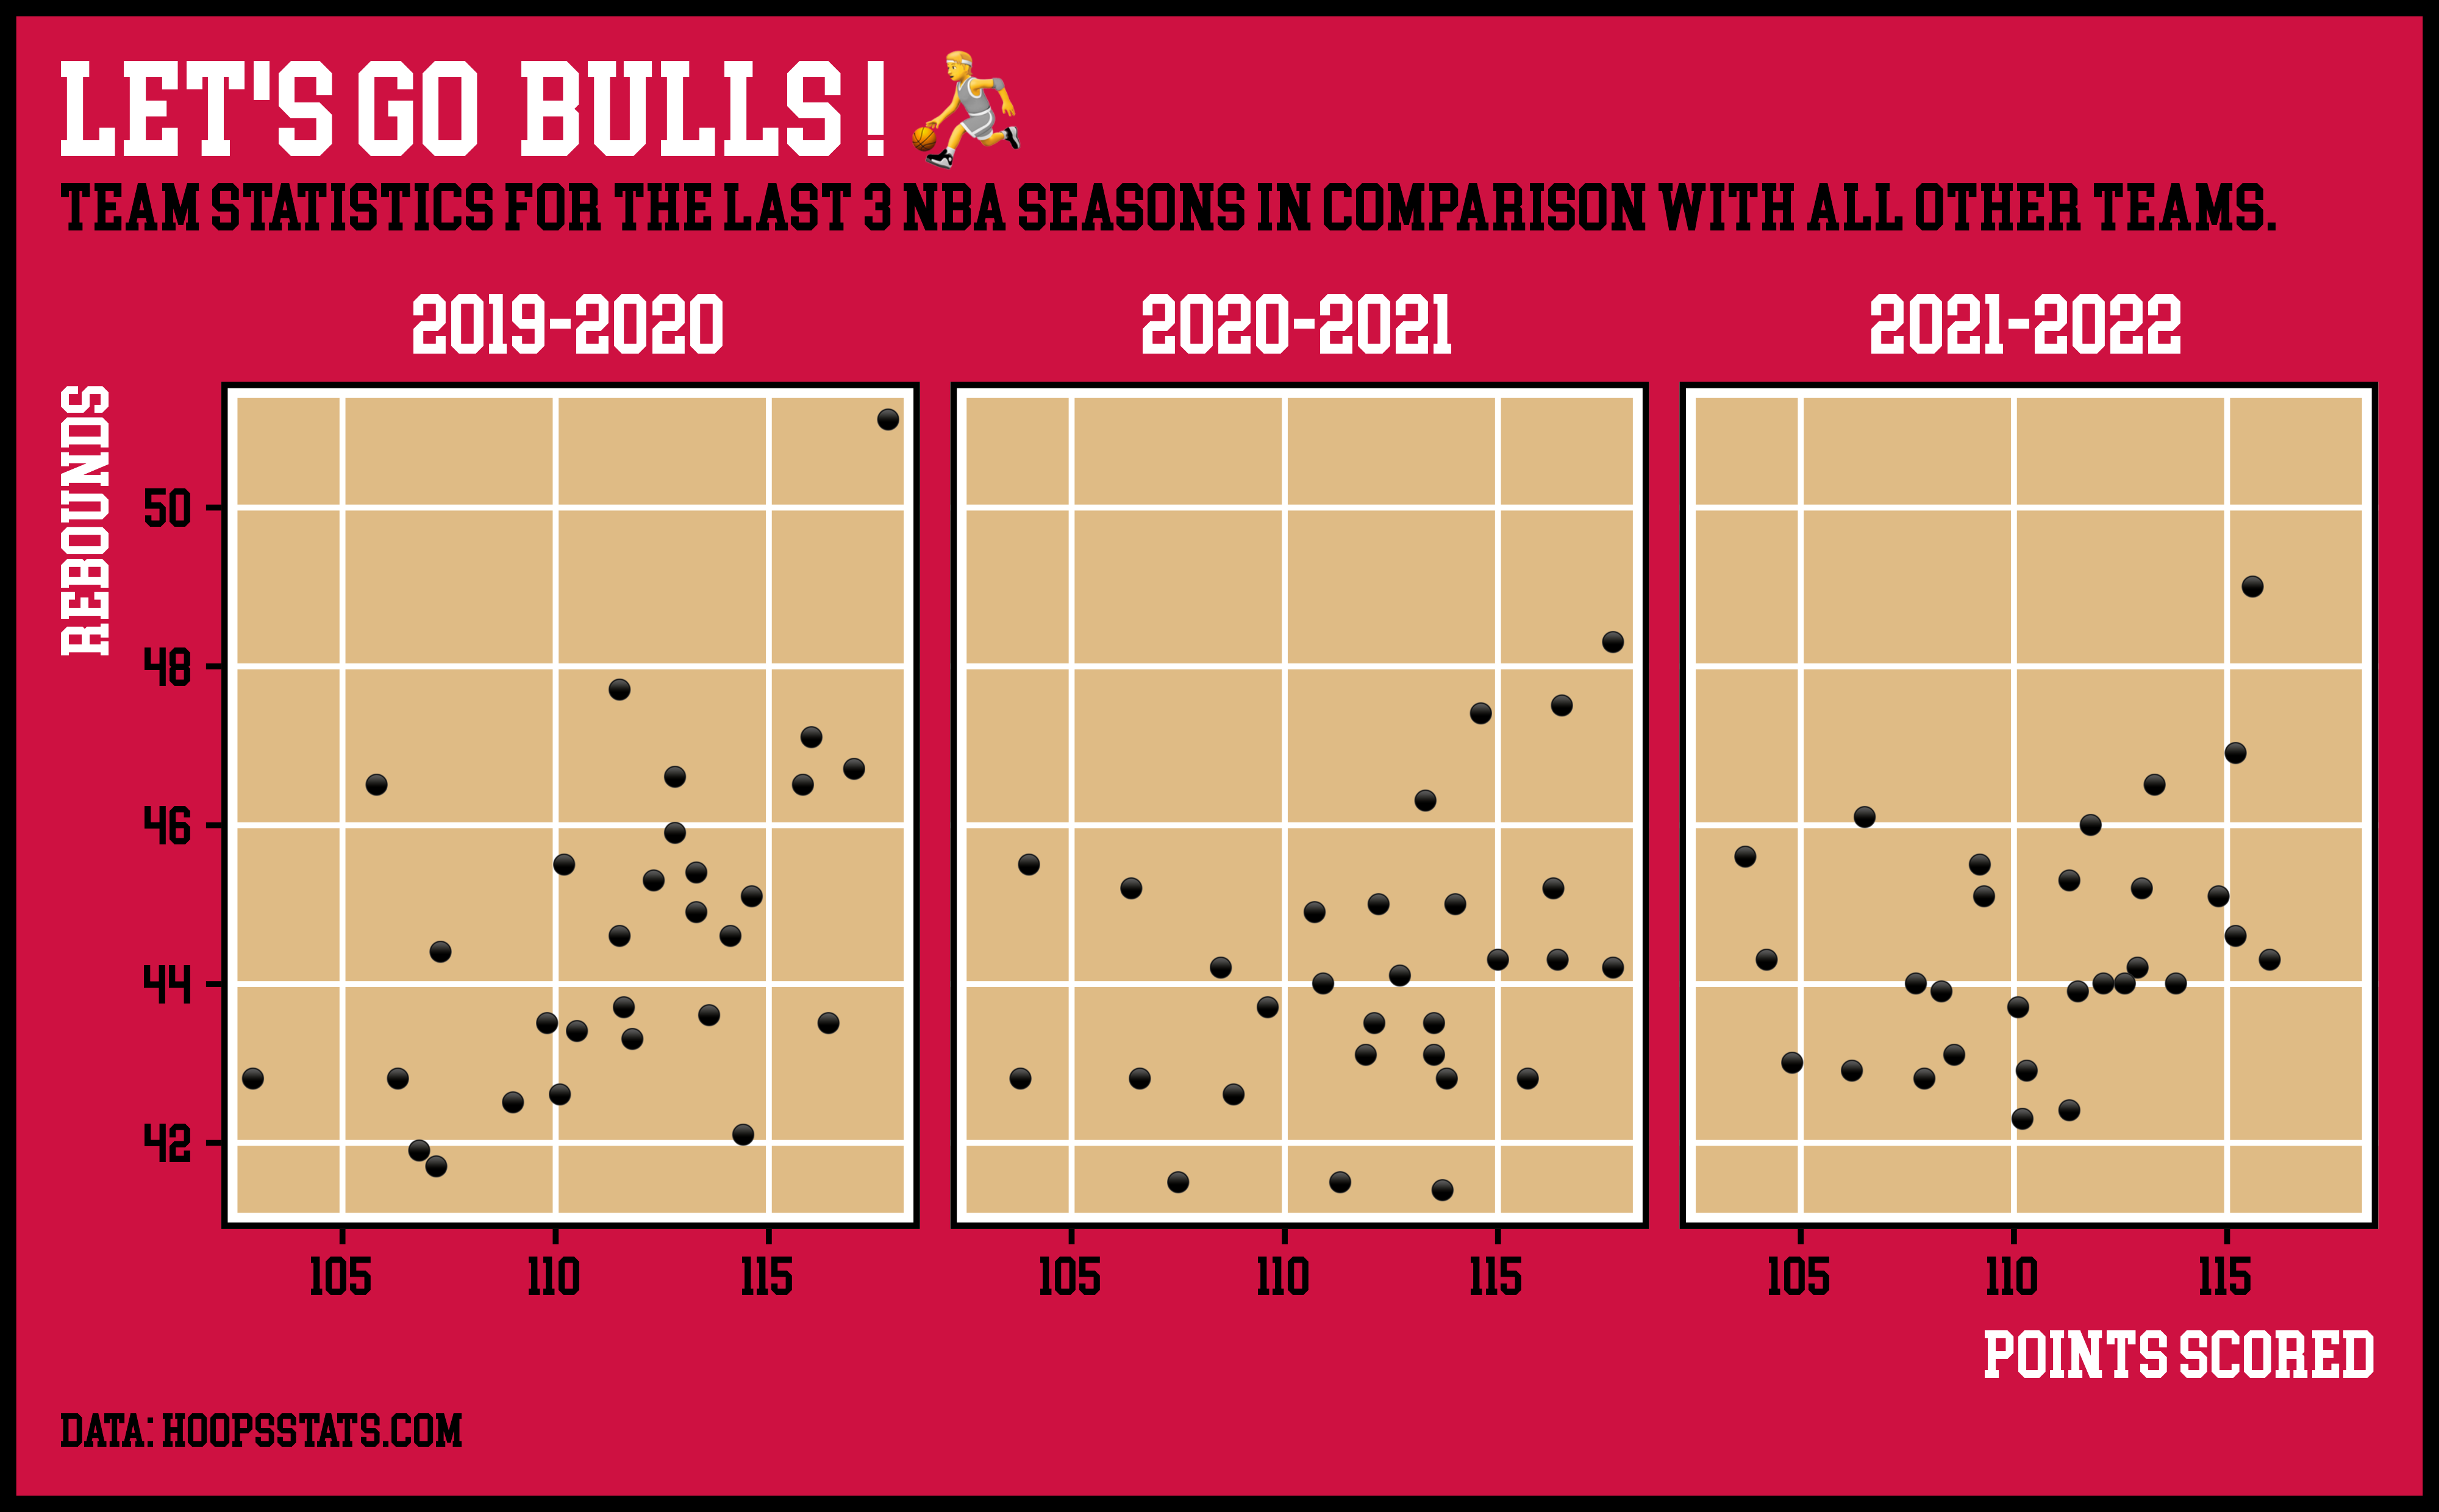 LET'S GO BULLS!
TEAM STATISTICS FOR THE LAST 3 NBA SEASONS IN COMPARISON WITH ALL OTHER TEAMS.
2019-2020
2020-2021
2021-2022
REBOUNDS
50
48
46
44
42
105 110 115
105 110 115
105 110 115
POINTS SCORED
DATA: HOOPSSTATS.COM